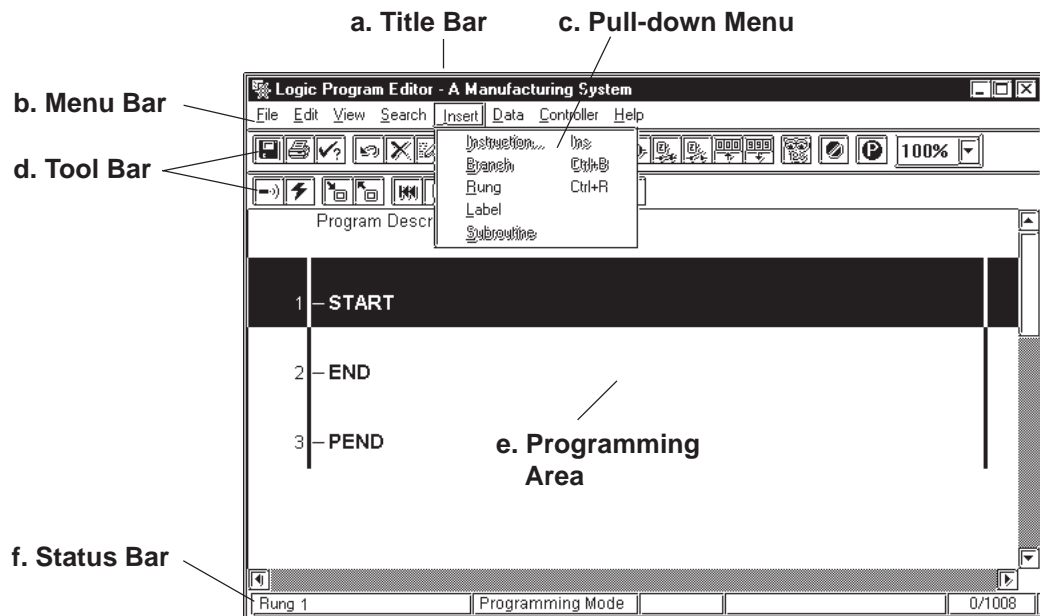 a. Title Bar
c. Pull-down Menu
Logic Program Editor - A Manufacturing System
b. Menu Bar
File Edit View Search Insert Data Controller Help
d. Tool Bar
100%
Instruction... Ins
Branch Ctrl+B
Rung Ctrl+R
Label
Subroutine
Program Descr
1 START
2 END
3 PEND
e. Programming
Area
f. Status Bar
Rung 1 Programming Mode 0/1008